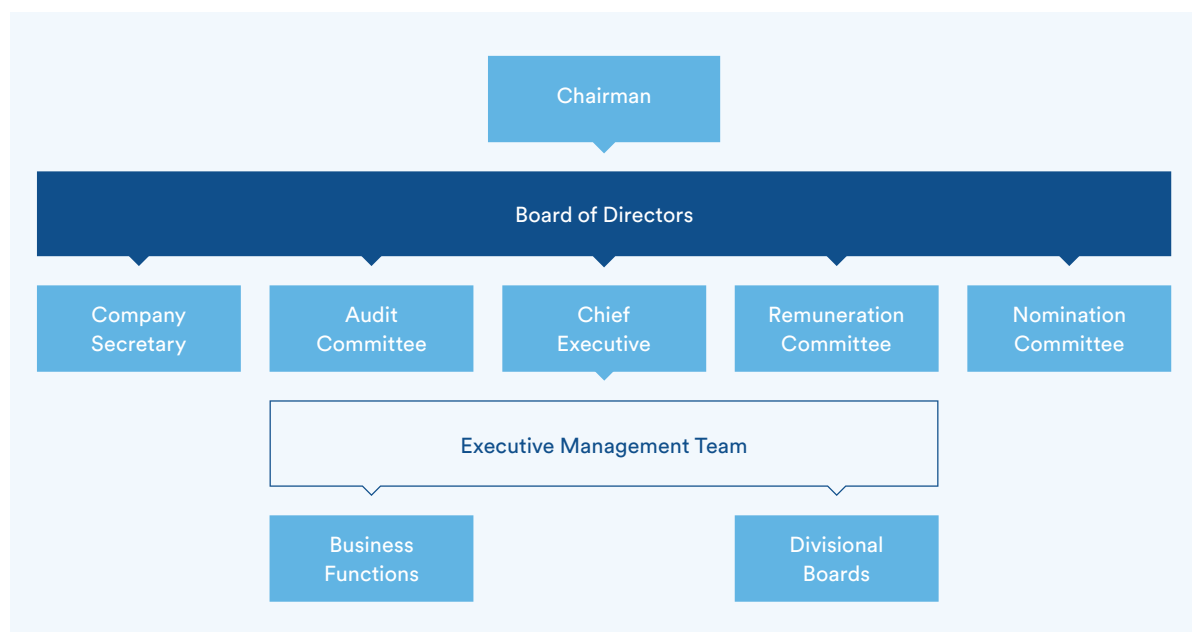 Chairman
Board of Directors
Company
Secretary
Audit
Committee
Chief
Executive
Remuneration
Committee
Nomination
Committee
Executive Management Team
Business
Functions
Divisional
Boards